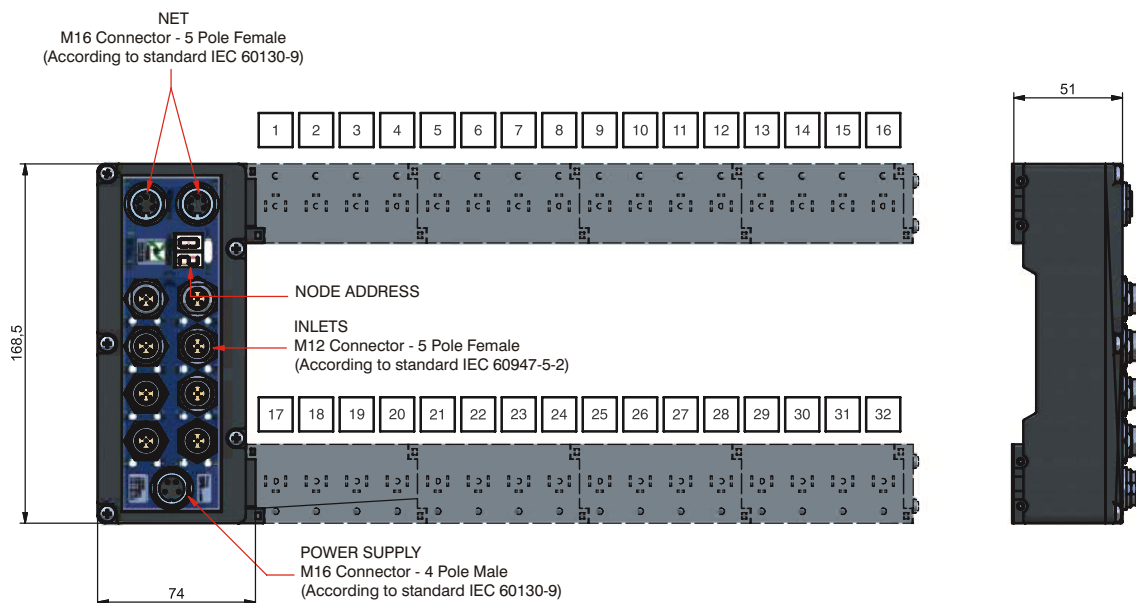 NET
M16 Connector - 5 Pole Female
(According to standard IEC 60130-9)
51
1 2 3 4 5 6 7 8 9 10 11 12 13 14 15 16
NODE ADDRESS
INLETS
M12 Connector - 5 Pole Female
(According to standard IEC 60947-5-2)
168,5
17 18 19 20 21 22 23 24 25 26 27 28 29 30 31 32
POWER SUPPLY
M16 Connector - 4 Pole Male
(According to standard IEC 60130-9)
74